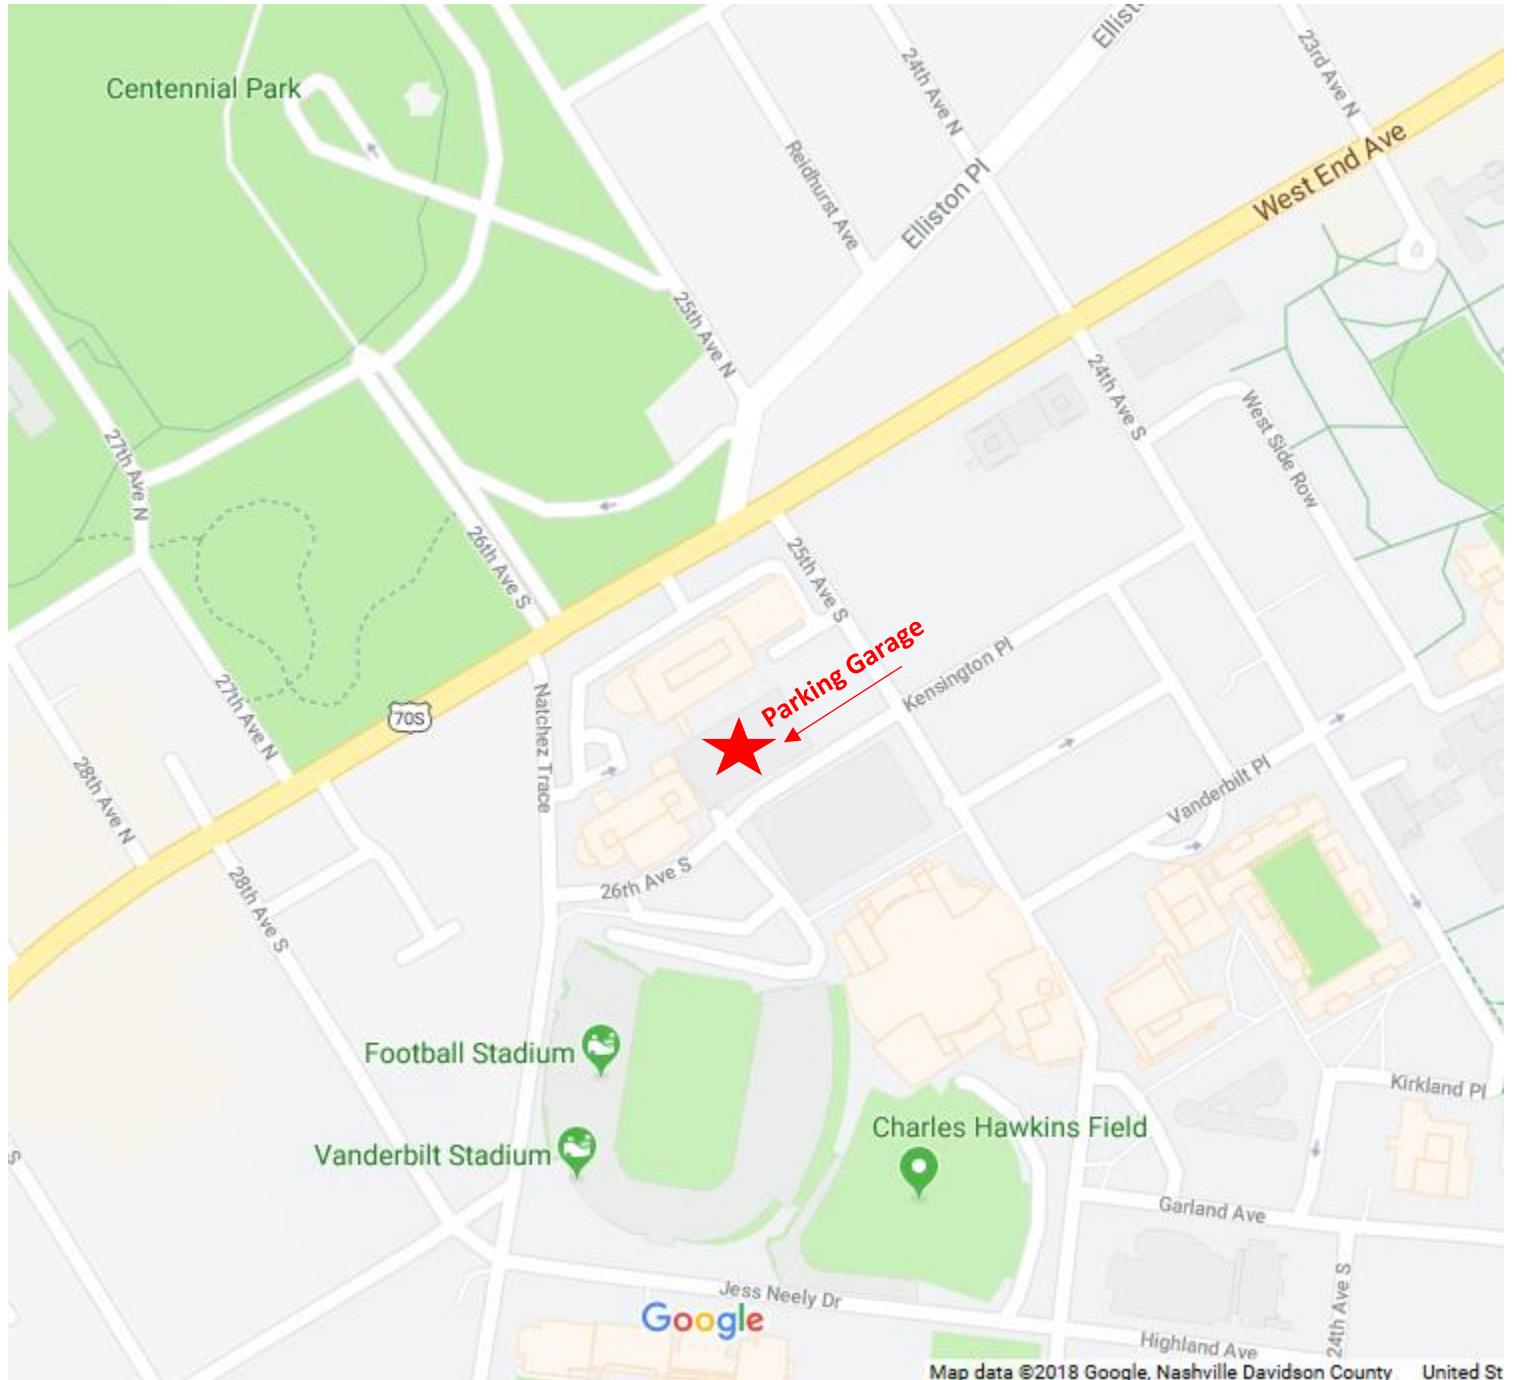 Centennial Park
Ellist
24th Ave N
23rd Ave N
Reidhurst Ave
Elliston Pl
West End Ave
25th Ave N
24th Ave S
West Side Row
27th Ave N
26th Ave S
25th Ave S
Parking Garage
Kensington Pl
27th Ave N
70S
Natchez Trace
28th Ave N
Vanderbilt Pl
28th Ave S
26th Ave S
Football Stadium
Kirkland Pl
Charles Hawkins Field
Vanderbilt Stadium
S
Garland Ave
24th Ave S
Jess Neely Dr
Google
Highland Ave
Map data ©2018 Google, Nashville Davidson County United St